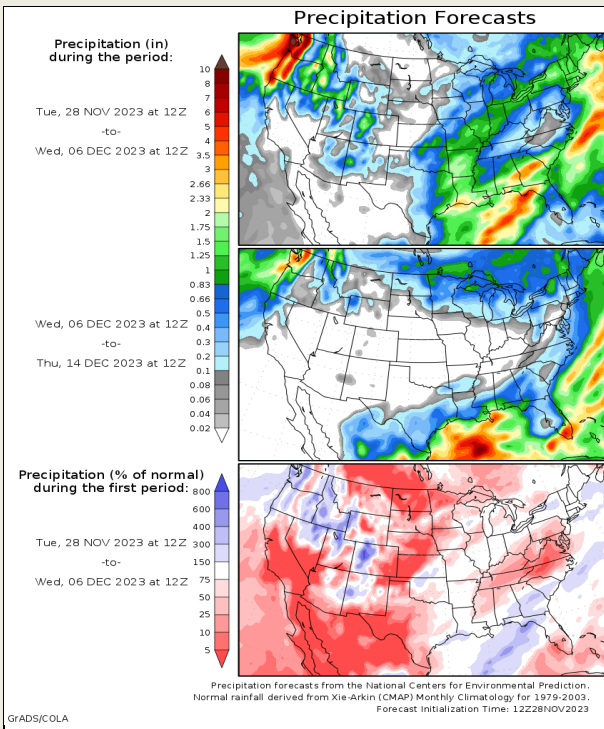 Precipitation Forecasts
Precipitation (in)
during the period:
Tue, 28 NOV 2023 at 12Z
-to-
Wed, 06 DEC 2023 at 12Z
10
8
7
6
5
4
3.5
3
2.66
2.33
2
1.75
1.5
1.25
1
0.83
0.66
0.5
0.4
0.3
0.2
0.1
0.08
0.06
0.04
0.02
Wed, 06 DEC 2023 at 12Z
-to-
Thu, 14 DEC 2023 at 12Z
Precipitation (% of normal)
during the first period:
Tue, 28 NOV 2023 at 12Z
-to-
Wed, 06 DEC 2023 at 12Z
800
600
400
300
150
75
50
25
10
5
Precipitation forecasts from the National Centers for Environmental Prediction.
Normal rainfall derived from Xie-Arkin (CMAP) Monthly Climatology for 1979-2003.
Forecast Initialization Time: 12Z28NOV2023
GrADS/COLA